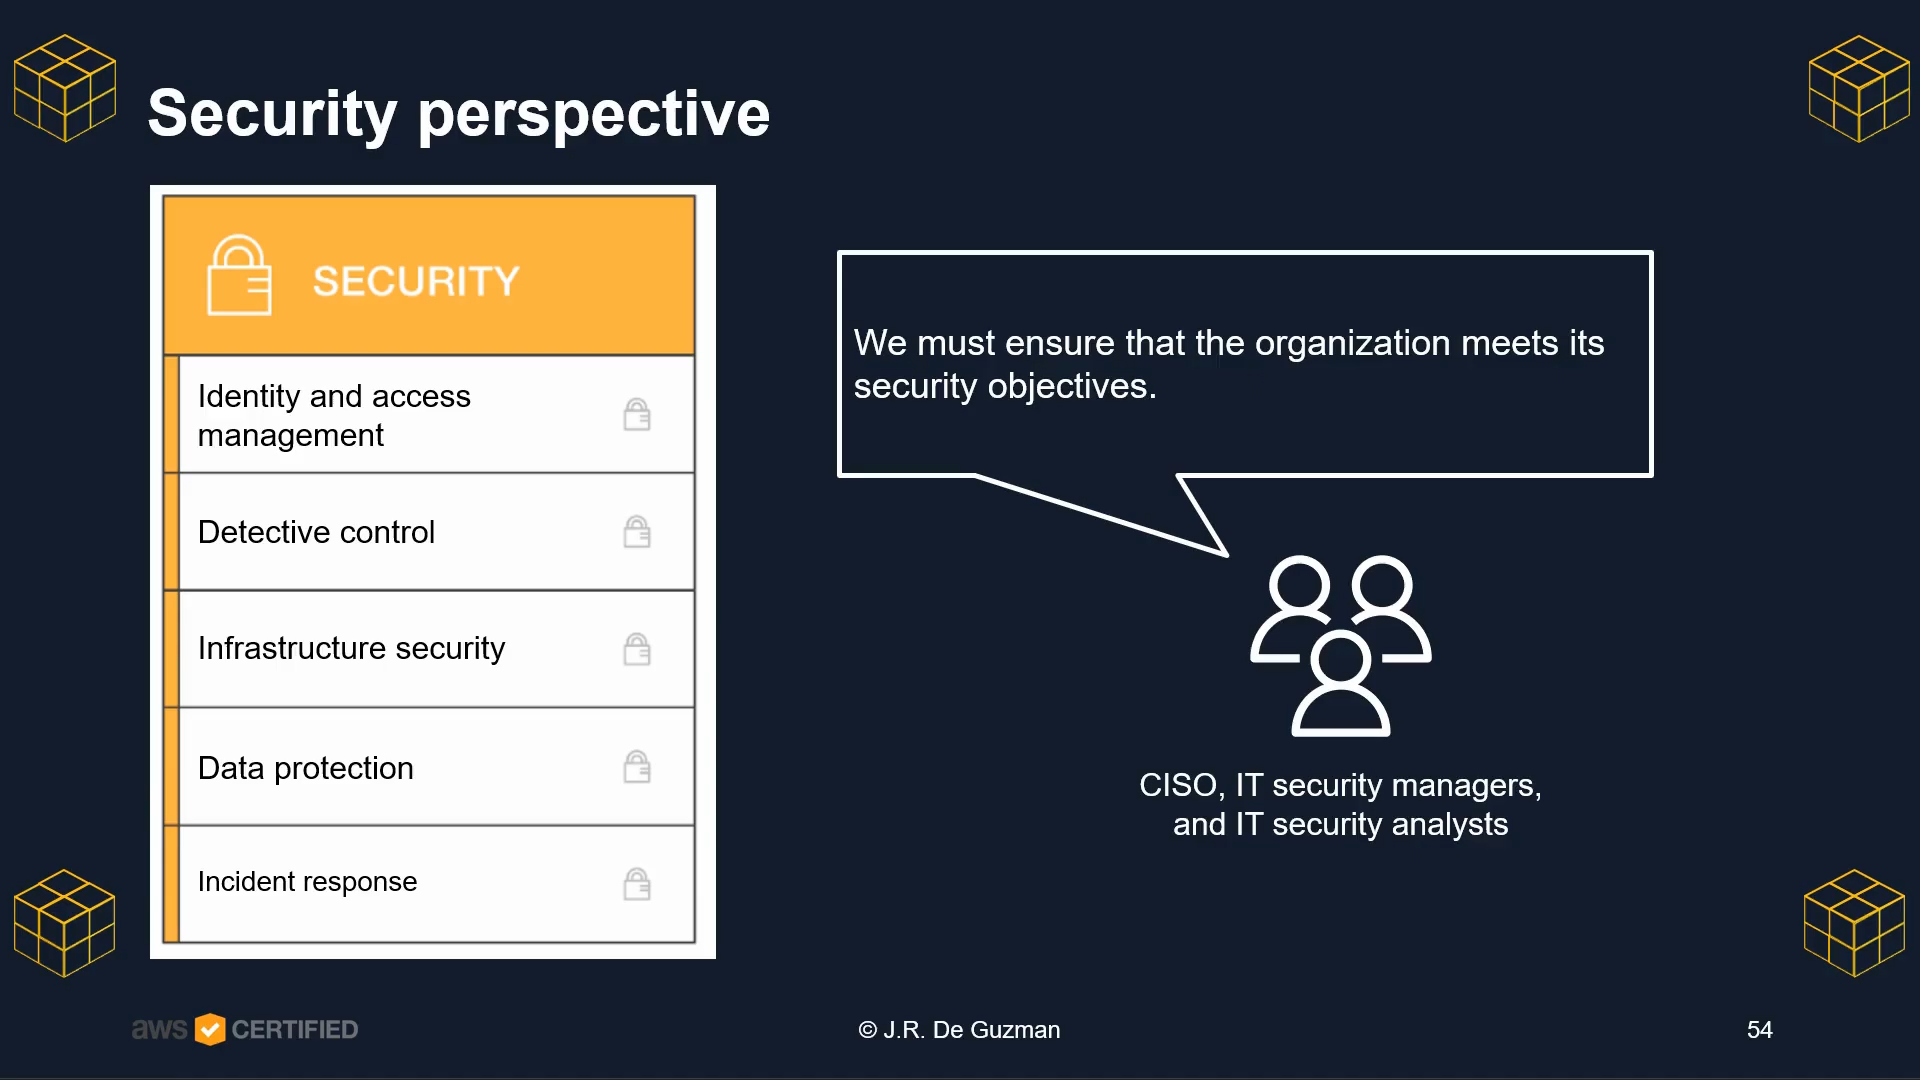 Security perspective
SECURITY
Identity and access
management
Detective control
Infrastructure security
Data protection
Incident response
We must ensure that the organization meets its
security objectives.
CISO, IT security managers,
and IT security analysts
aws CERTIFIED
© J.R. De Guzman
54